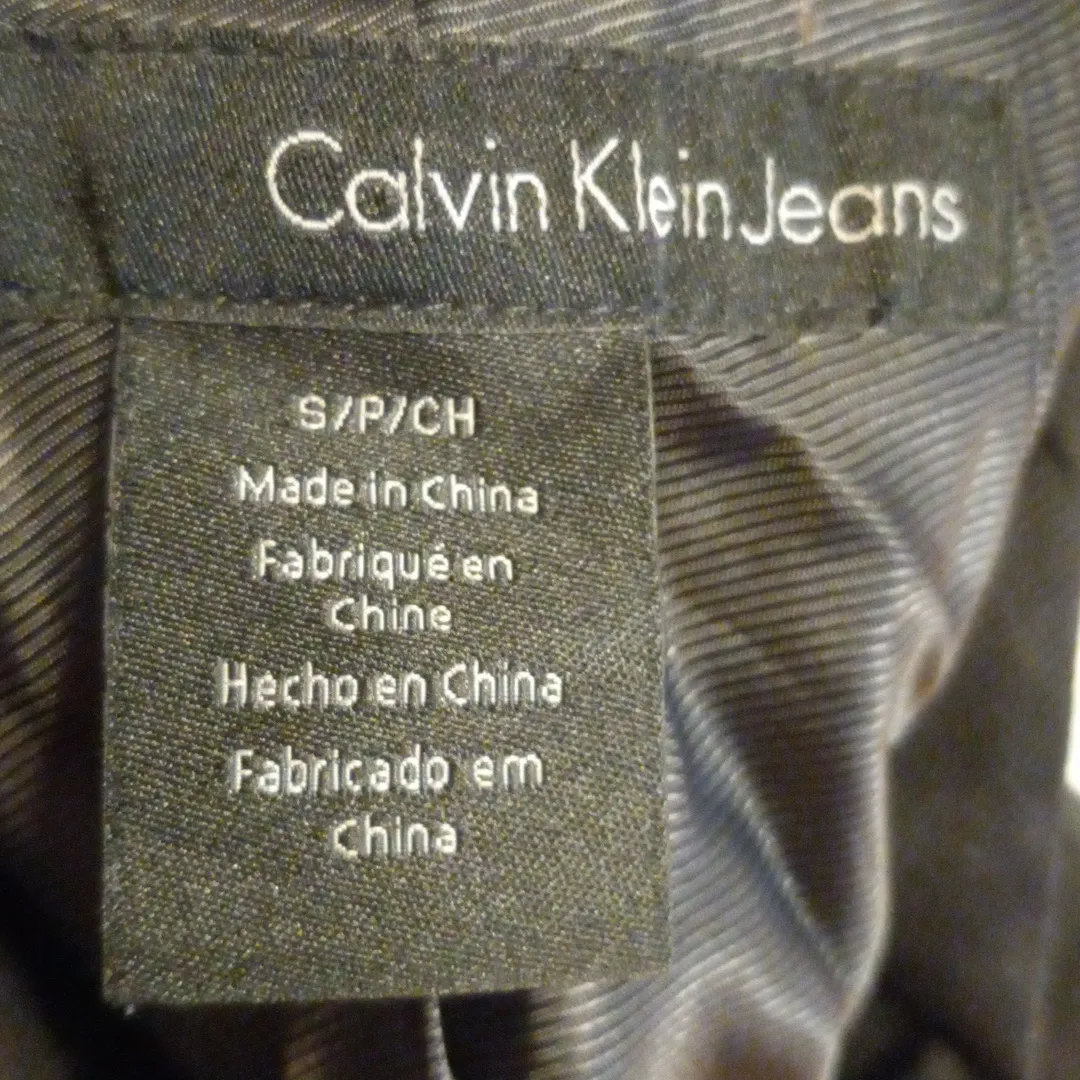 Calvin Klein Jeans
S/P/CH
Made in China
Fabriqué en
Chine
Hecho en China
Fabricado em
China